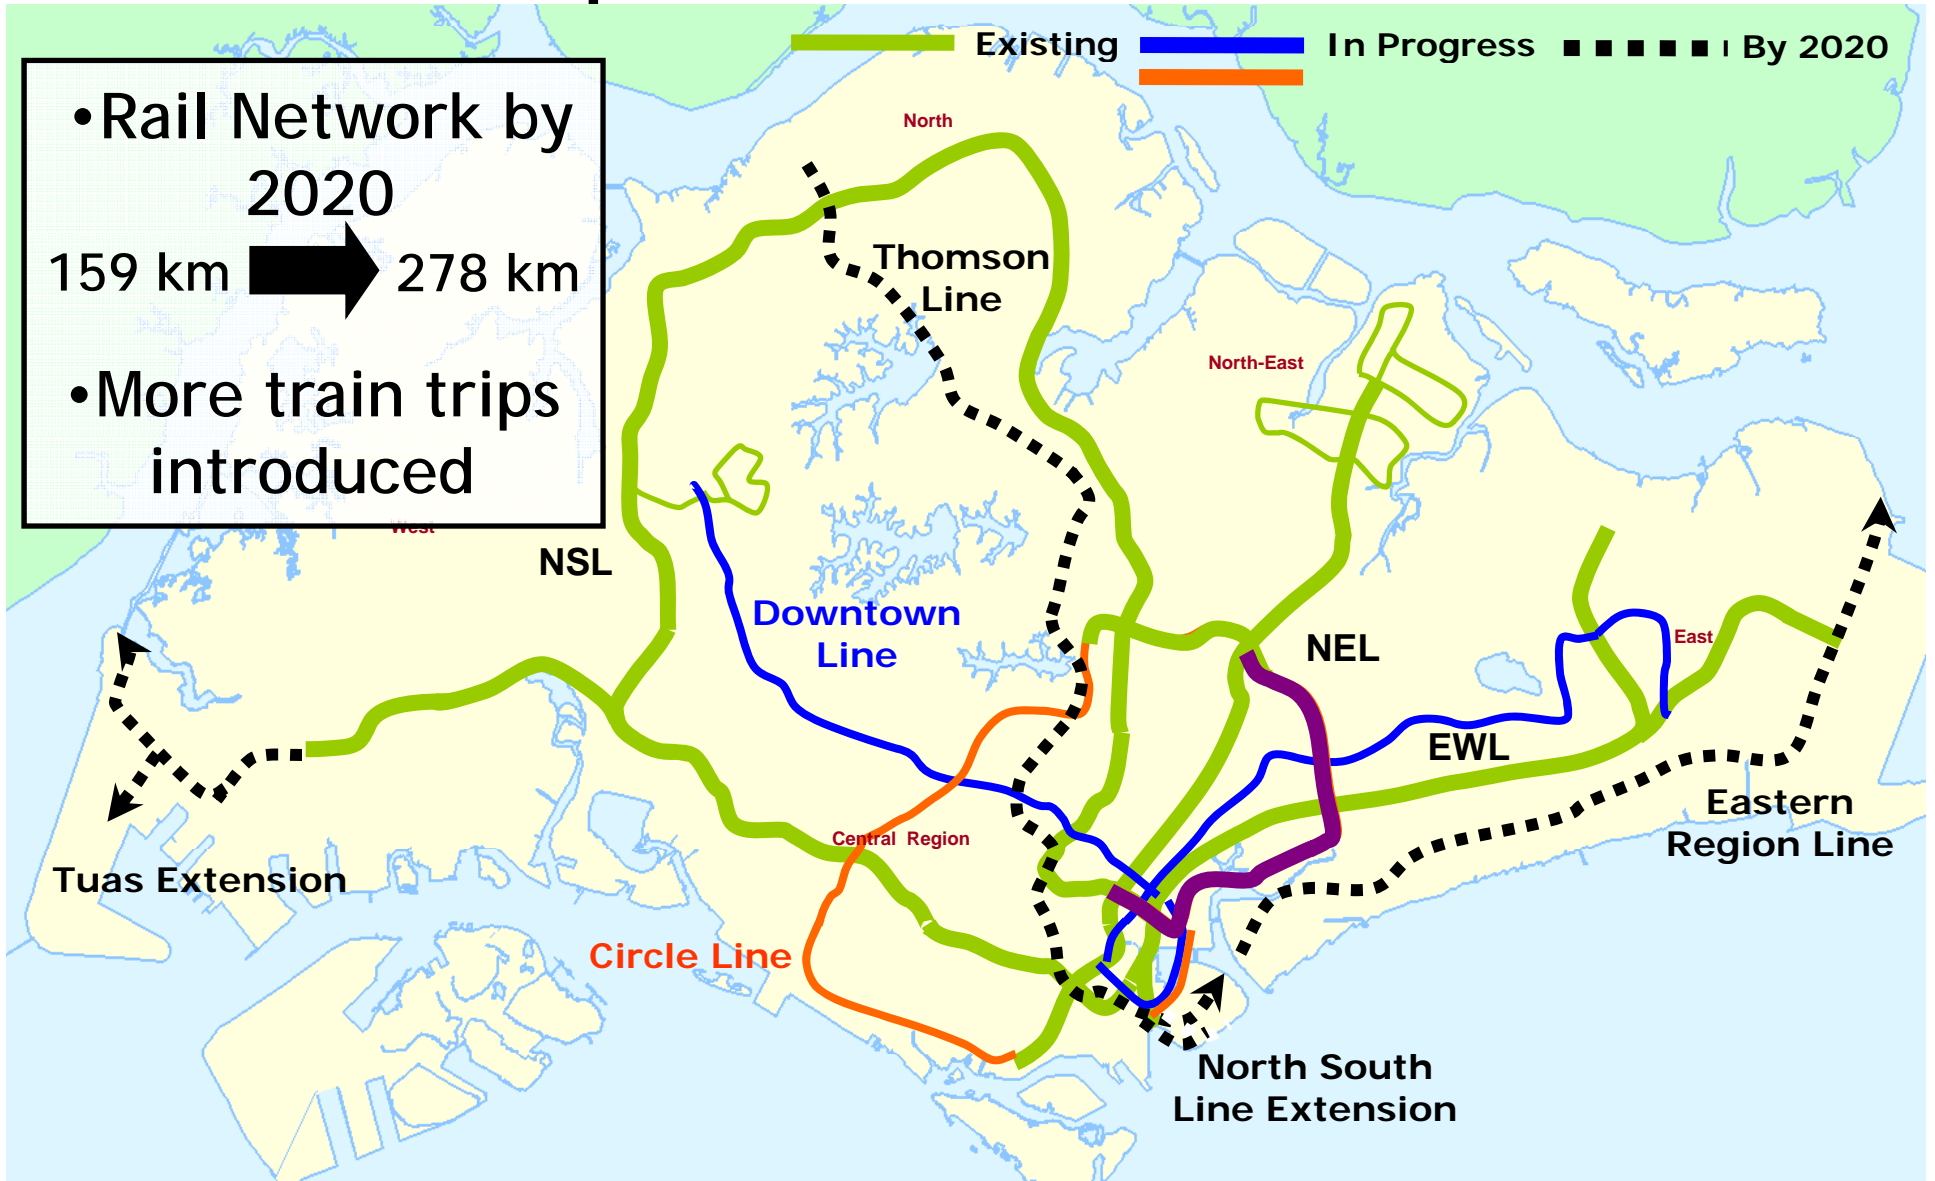 Existing
In Progress
By 2020
•Rail Network by
2020
159 km
278 km
•More train trips
introduced
North
Thomson
Line
North-East
West
NSL
Downtown
Line
NEL
East
EWL
Eastern
Region Line
Central Region
Tuas Extension
Circle Line
North South
Line Extension